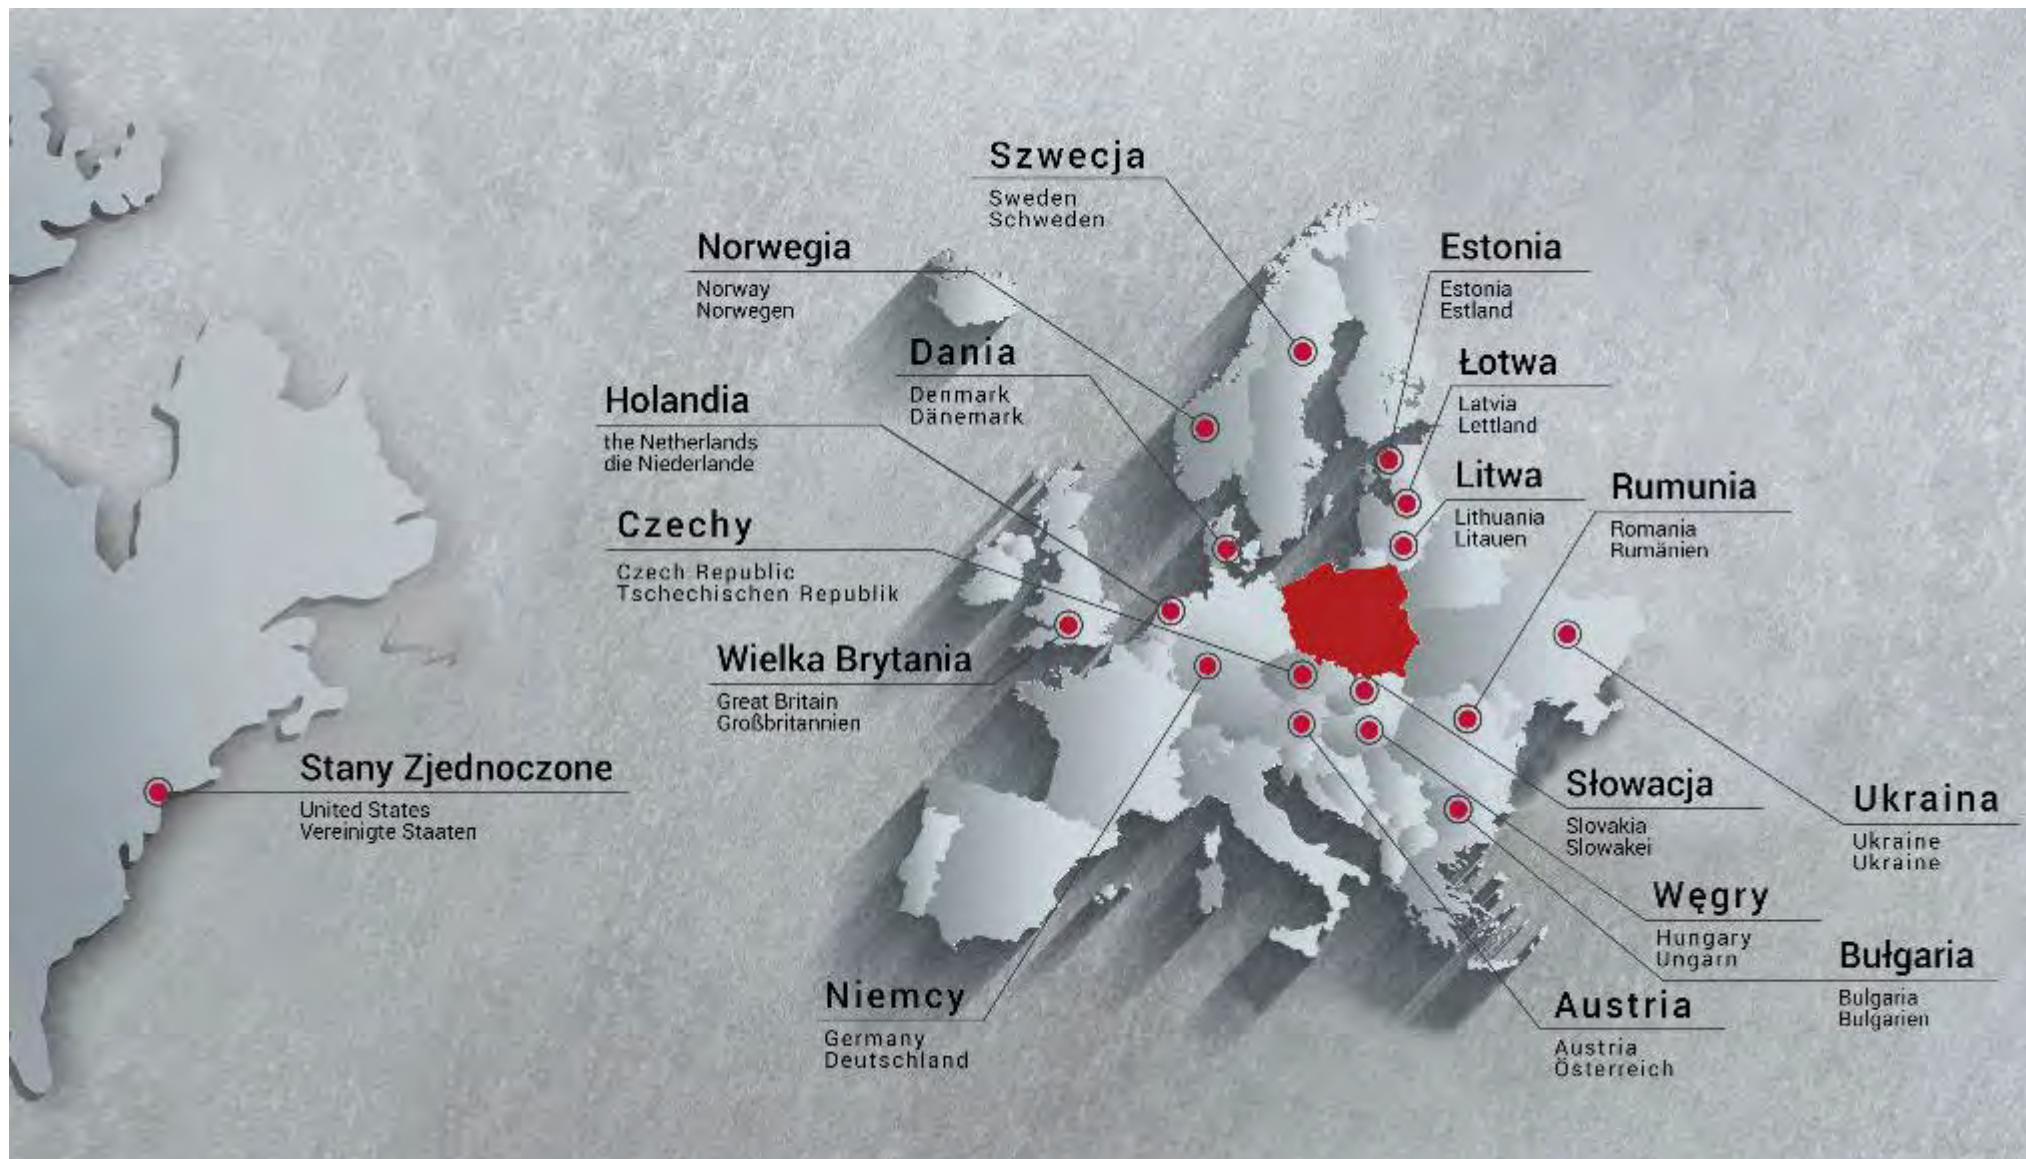 Szwecja
Sweden
Schweden
Norwegia
Norway
Norwegen
Estonia
Estonia
Estland
Dania
Denmark
Dänemark
Łotwa
Latvia
Lettland
Holandia
the Netherlands
die Niederlande
Litwa
Lithuania
Litauen
Rumunia
Romania
Rumänien
Czechy
Czech Republic
Tschechischen Republik
Wielka Brytania
Great Britain
Großbritannien
Stany Zjednoczone
United States
Vereinigte Staaten
Słowacja
Slovakia
Slowakei
Ukraina
Ukraine
Ukraine
Węgry
Hungary
Ungarn
Bułgaria
Bulgaria
Bulgarien
Niemcy
Germany
Deutschland
Austria
Austria
Österreich